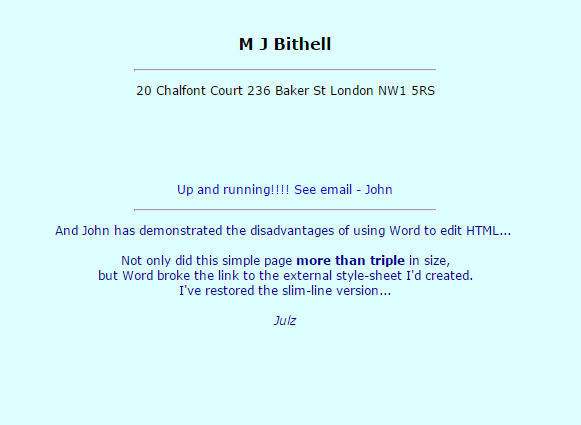 M J Bithell
20 Chalfont Court 236 Baker St London NW1 5RS
Up and running!!!! See email - John
And John has demonstrated the disadvantages of using Word to edit HTML...
Not only did this simple page more than triple in size,
but Word broke the link to the external style-sheet I'd created.
I've restored the slim-line version...
Julz